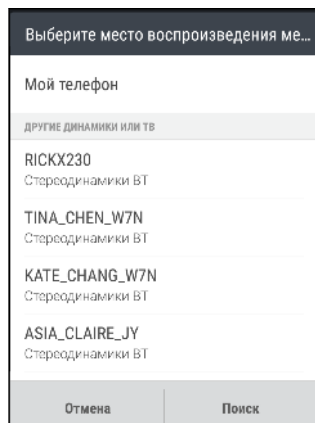 Выберите место воспроизведения ме...
Мой телефон
ДРУГИЕ ДИНАМИКИ ИЛИ ТВ
RICKX230
Стереодинамики BT
TINA_CHEN_W7N
Стереодинамики BT
KATE_CHANG_W7N
Стереодинамики BT
ASIA_CLAIRE_JY
Стереодинамики BT
Отмена
Поиск